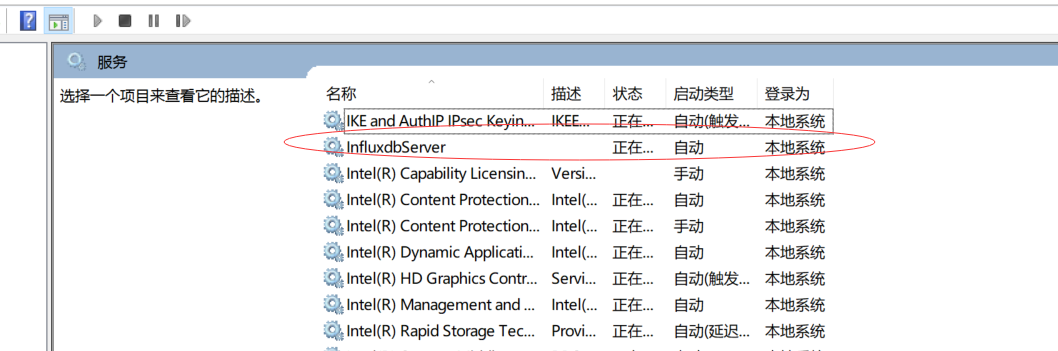 服务
选择一个项目来查看它的描述。
名称 描述 状态 启动类型 登录为
IKE and AuthIP IPsec Keyin... IKEE... 正在... 自动(触发... 本地系统
InfluxdbServer 正在... 自动 本地系统
Intel(R) Capability Licensin... Versi... 手动 本地系统
Intel(R) Content Protection... Intel(... 正在... 自动 本地系统
Intel(R) Content Protection... Intel(... 正在... 手动 本地系统
Intel(R) Dynamic Applicati... Intel(... 正在... 自动 本地系统
Intel(R) HD Graphics Contr... Servi... 正在... 自动(触发... 本地系统
Intel(R) Management and ... Intel(... 正在... 自动 本地系统
Intel(R) Rapid Storage Tec... Provi... 正在... 自动(延迟... 本地系统